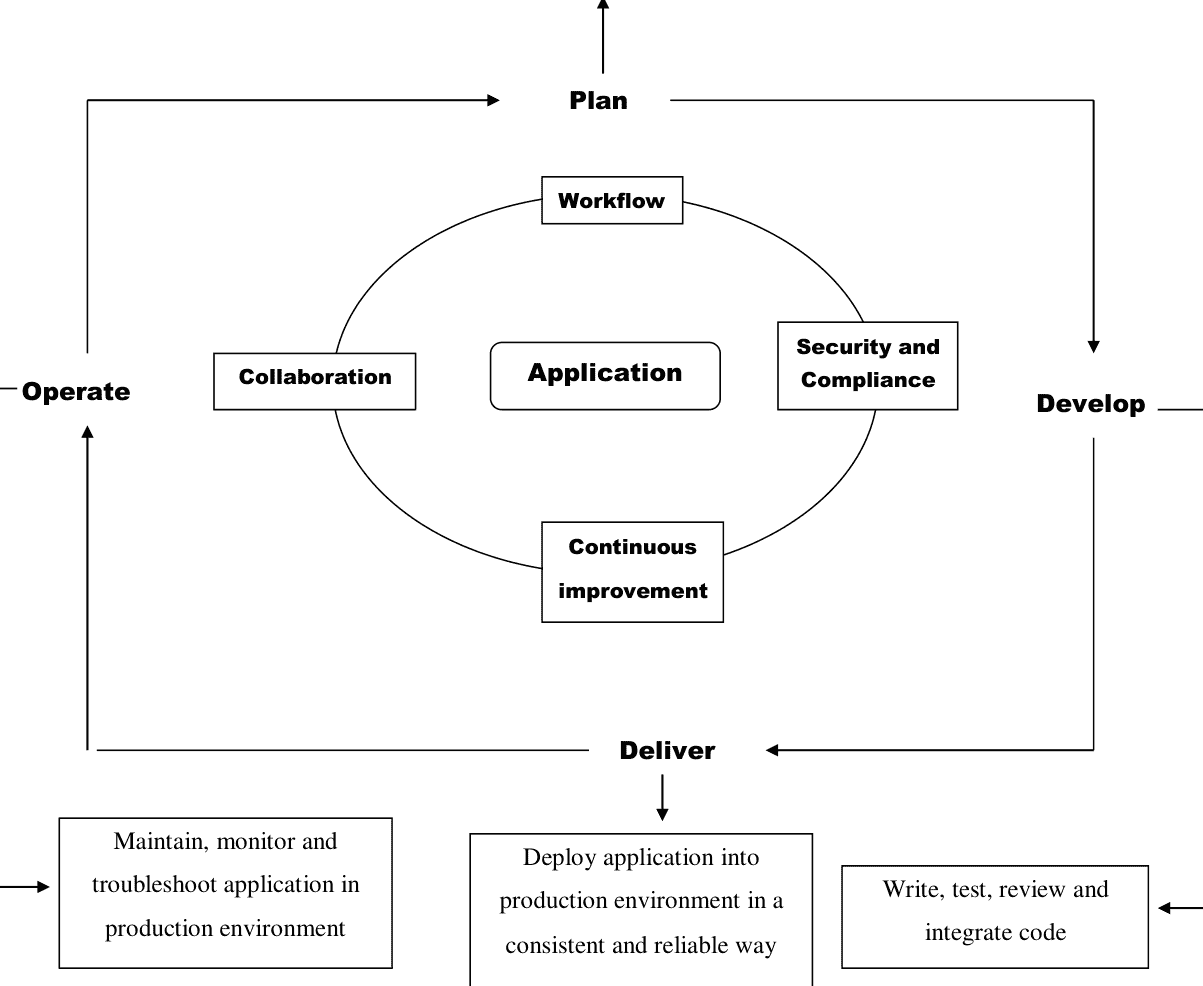 Plan
Workflow
Security and
Compliance
Collaboration
Application
Operate
Develop
Continuous
improvement
Deliver
Maintain, monitor and
troubleshoot application in
production environment
Deploy application into
production environment in a
consistent and reliable way
Write, test, review and
integrate code